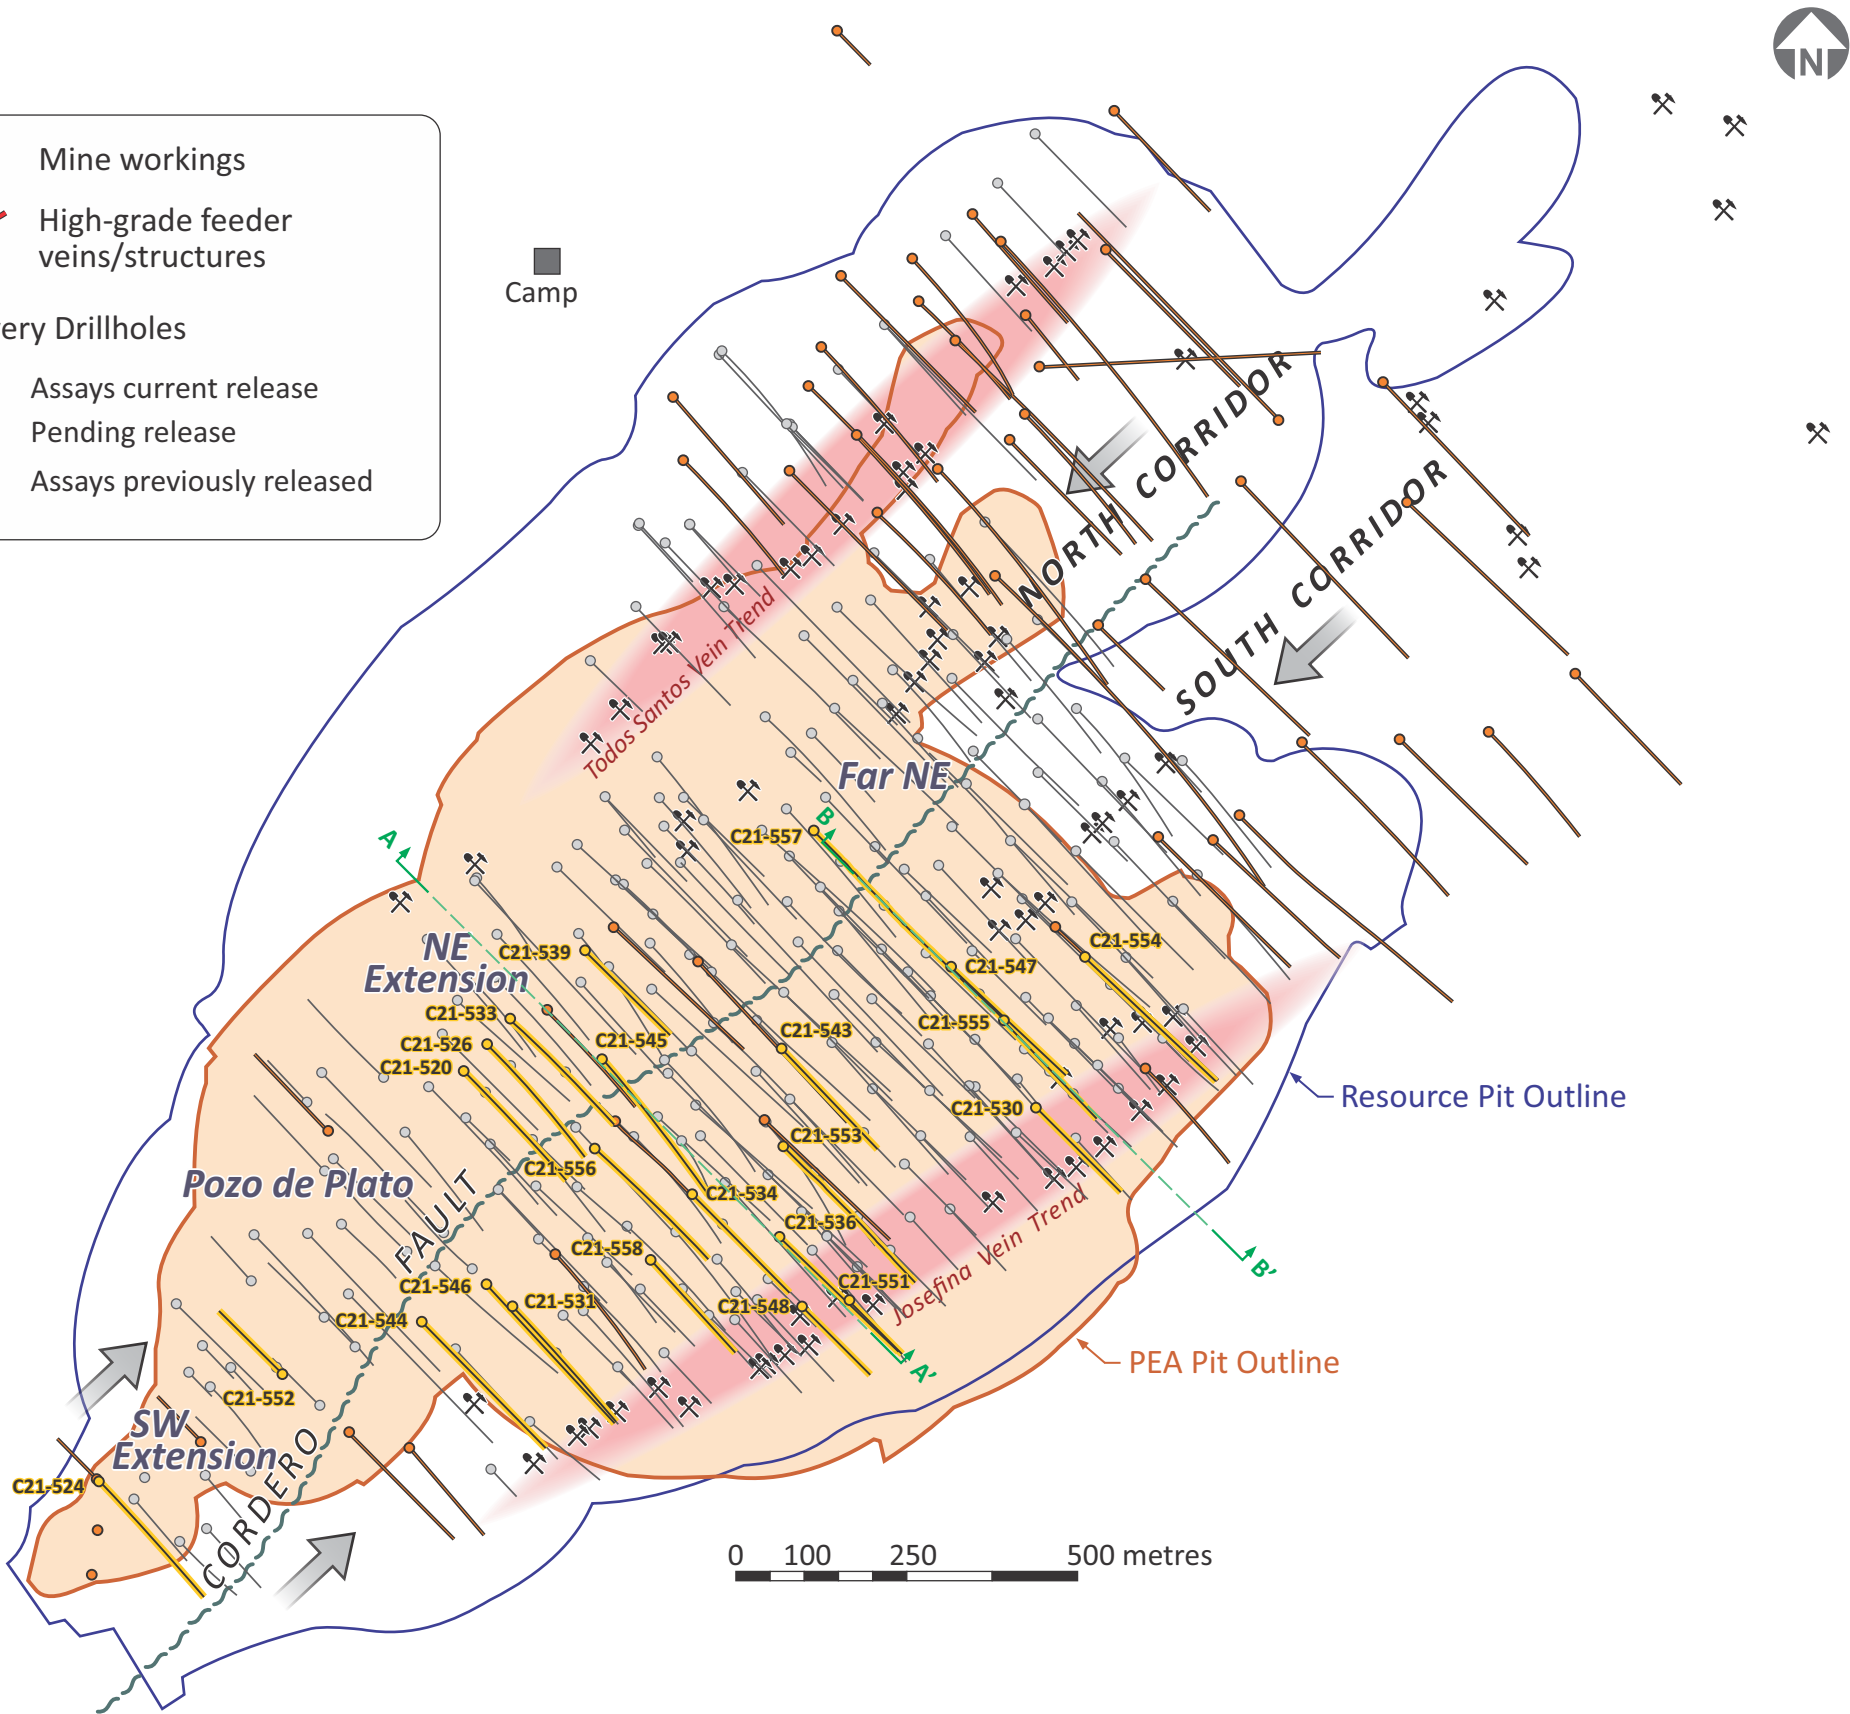 N
Mine workings
High-grade feeder
veins/structures
ery Drillholes
Assays current release
Pending release
Assays previously released
Camp
NORTH CORRIDOR
SOUTH CORRIDOR
Todos Santos Vein Trend
Far NE
B
C21-557
A
NE
Extension
C21-539
C21-554
C21-547
C21-533
C21-555
C21-543
C21-545
C21-526
C21-520
Resource Pit Outline
C21-530
C21-553
C21-556
Pozo de Plato
FAULT
C21-534
C21-536
C21-558
B'
C21-551
C21-546
C21-531
C21-548
C21-544
Josefina Vein Trend
PEA Pit Outline
A'
C21-552
SW
Extension
C21-524
CORDERO
0 100 250 500 metres